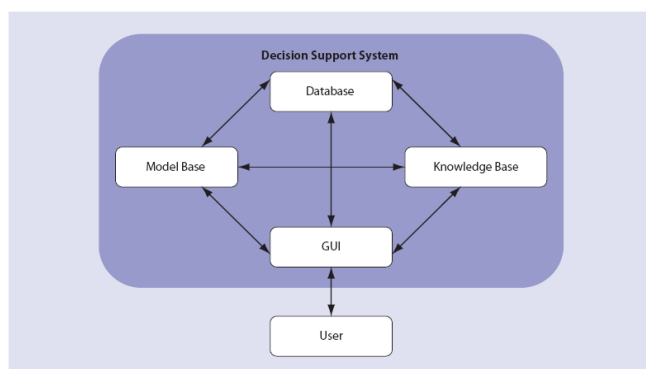 Decision Support System
Database
Model Base
Knowledge Base
GUI
User